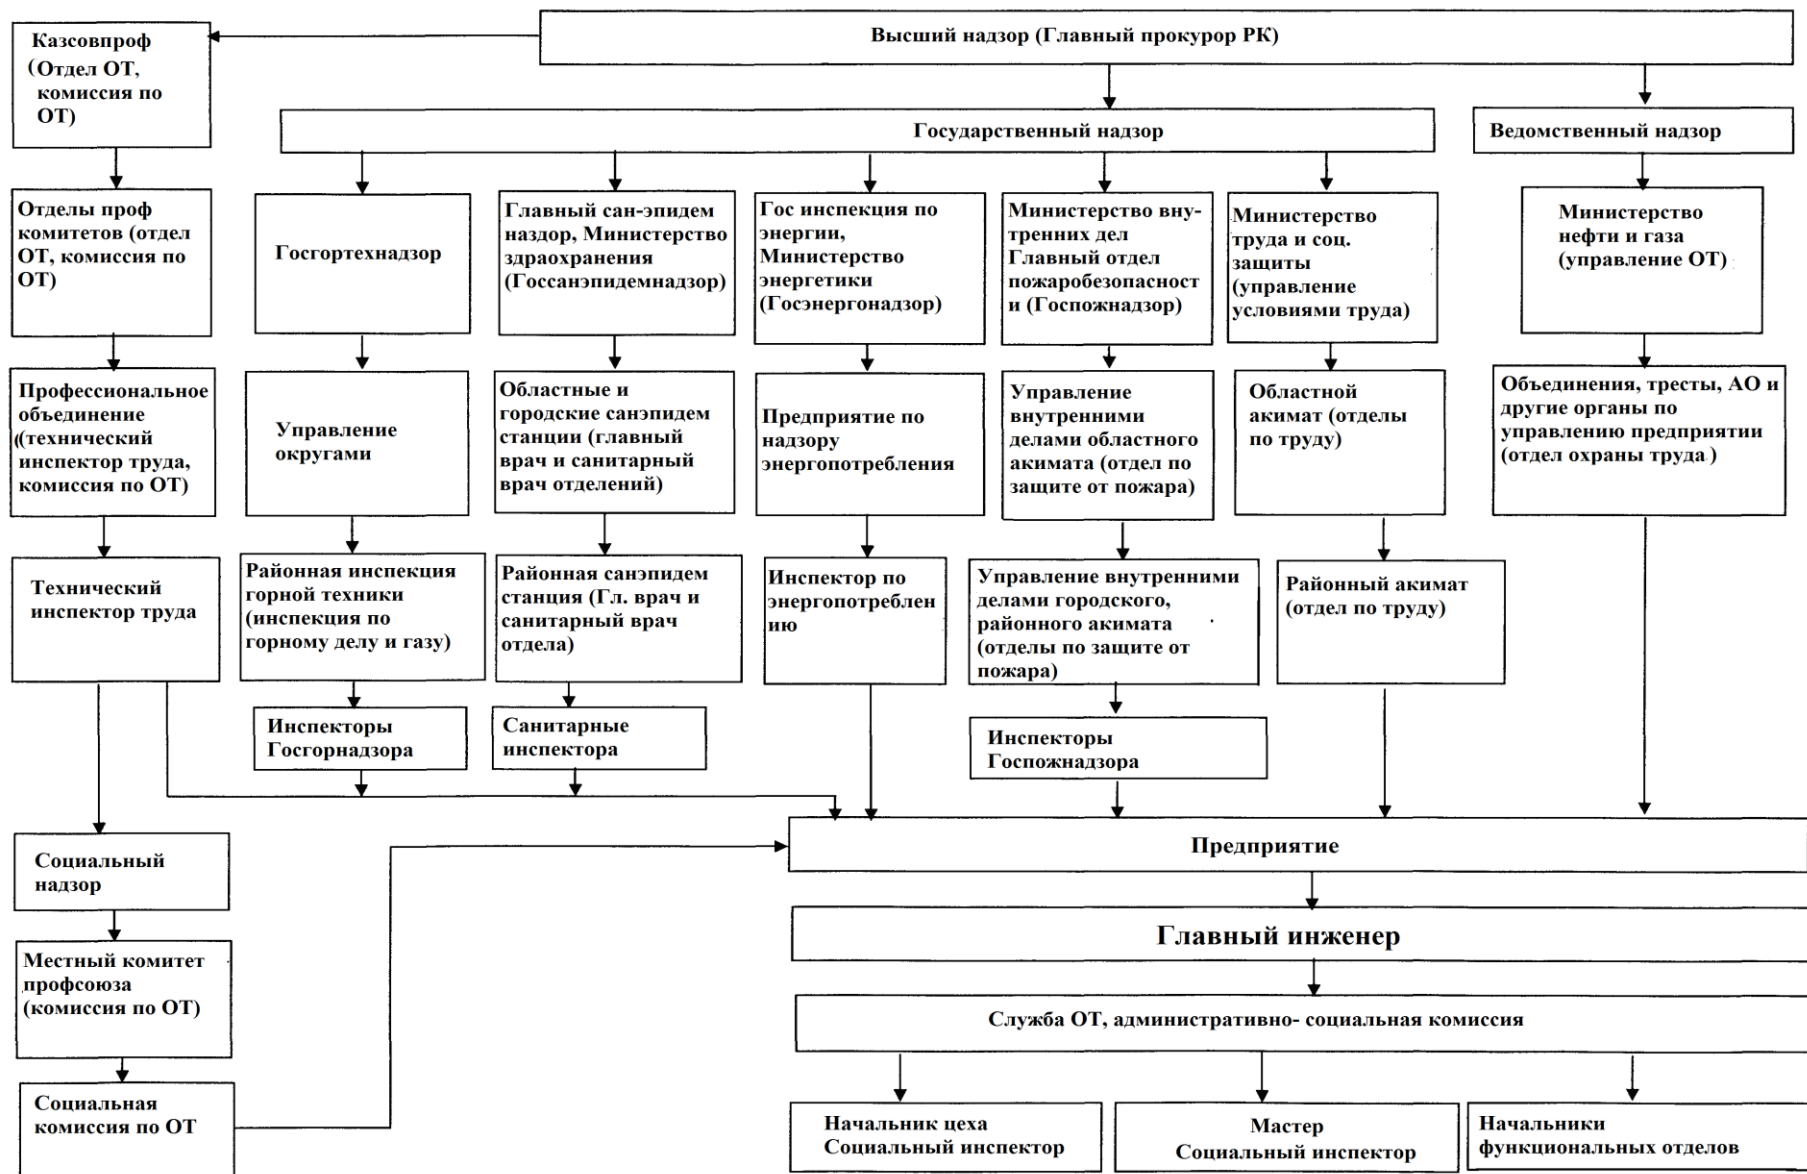 Высший надзор (Главный прокурор РК)
Казсовпроф
(Отдел ОТ,
комиссия по
ОТ)
Государственный надзор
Ведомственный надзор
Отделы проф
комитетов (отдел
ОТ, комиссия по
ОТ)
Госгортехнадзор
Главный сан-эпидем
наздор, Министерство
здраохранения
(Госсанэпидемнадзор)
Гос инспекция по
энергии,
Министерство
энергетики
(Госэнергонадзор)
Министерство вну-
тренних дел
Главный отдел
пожаробезопасност
и (Госпожнадзор)
Министерство
труда и соц.
защиты
(управление
условиями труда)
Министерство
нефти и газа
(управление ОТ)
Профессиональное
объединение
((технический
инспектор труда,
комиссия по ОТ)
Управление
округами
Областные и
городские санэпидем
станции (главный
врач и санитарный
врач отделений)
Предприятие по
надзору
энергопотребления
Управление
внутренними
делами областного
акимата (отдел по
защите от пожара)
Областной
акимат (отделы
по труду)
Объединения, тресты, АО и
другие органы по
управлению предприятии
(отдел охраны труда )
Технический
инспектор труда
Районная инспекция
горной техники
(инспекция по
горному делу и газу)
Районная санэпидем
станция (Гл. врач и
санитарный врач
отдела)
Инспектор по
энергопотреблен
ию
Управление внутренними
делами городского,
районного акимата
(отделы по защите от
пожара)
Районный акимат
(отдел по труду)
Инспекторы
Госгорнадзора
Санитарные
инспектора
Инспекторы
Госпожнадзора
Социальный
надзор
Предприятие
Главный инженер
Местный комитет
профсоюза
(комиссия по ОТ)
Служба ОТ, административно- социальная комиссия
Социальная
комиссия по ОТ
Начальник цеха
Социальный инспектор
Мастер
Социальный инспектор
Начальники
функциональных отделов